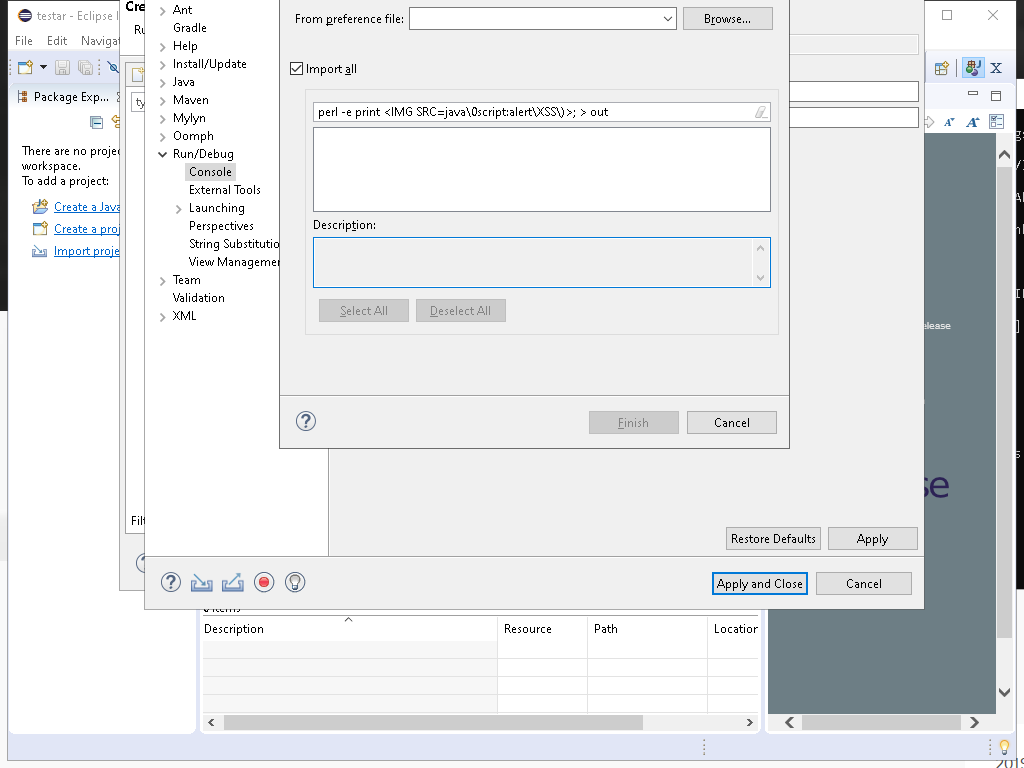 testar - Eclipse I
File Edit Navigat
Cre
Ru
Package Exp...
ty
There are no projec
workspace.
To add a project:
Create a Java
Create a proj
Import proje
Filt
Ant
Gradle
Help
Install/Update
Java
Maven
Mylyn
Oomph
Run/Debug
Console
External Tools
Launching
Perspectives
String Substitutio
View Managemen
Team
Validation
XML
From preference file:
Browse...
Import all
perl -e print <IMG SRC=java\0script:alert\XSS\)>; > out
Description:
Select All
Deselect All
Finish
Cancel
elease
se
Restore Defaults
Apply
Apply and Close
Cancel
Description
Resource
Path
Location
2019